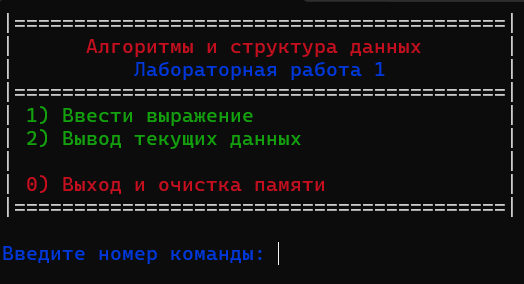 |=========================================|
Алгоритмы и структура данных
Лабораторная работа 1
|=========================================|
1) Ввести выражение
2) Вывод текущих данных
0) Выход и очистка памяти
|=========================================|
Введите номер команды: